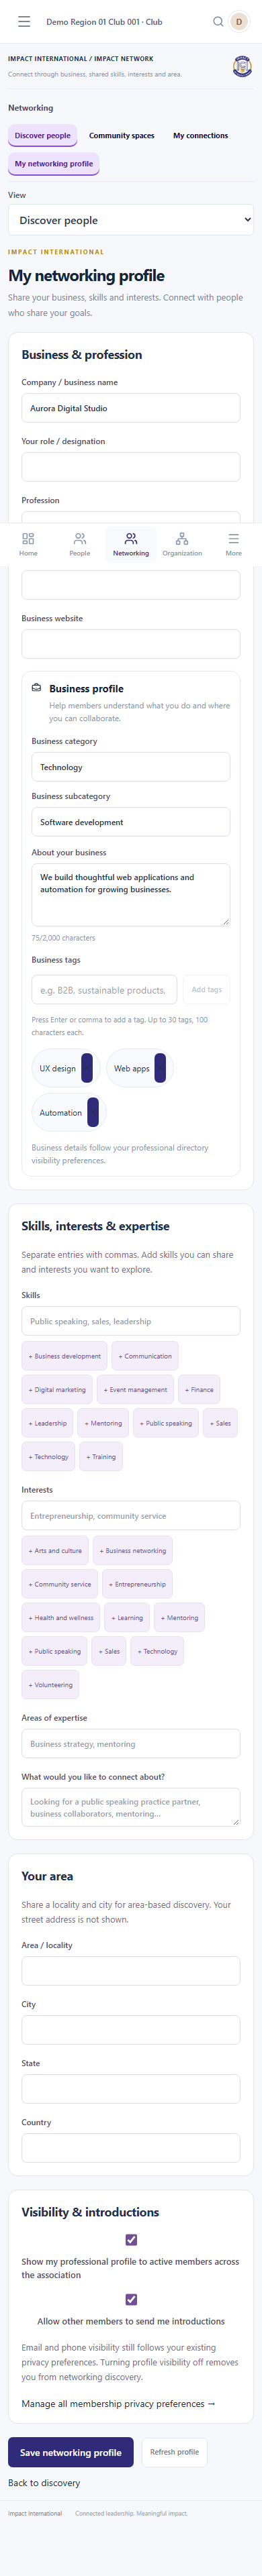 Demo Region 01 Club 001 · Club
D
IMPACT INTERNATIONAL / IMPACT NETWORK
Connect through business, shared skills, interests and area.
Networking
Discover people
Community spaces
My connections
My networking profile
View
Discover people
IMPACT INTERNATIONAL
My networking profile
Share your business, skills and interests. Connect with people
who share your goals.
Business & profession
Company / business name
Aurora Digital Studio
Your role / designation
Profession
Home
People
Networking
Organization
More
Business website
Business profile
Help members understand what you do and where
you can collaborate.
Business category
Technology
Business subcategory
Software development
About your business
We build thoughtful web applications and
automation for growing businesses.
75/2,000 characters
Business tags
e.g. B2B, sustainable products,
Add tags
Press Enter or comma to add a tag. Up to 30 tags, 100
characters each.
UX design
Web apps
Automation
Business details follow your professional directory
visibility preferences.
Skills, interests & expertise
Separate entries with commas. Add skills you can share
and interests you want to explore.
Skills
Public speaking, sales, leadership
+ Business development
+ Communication
+ Digital marketing
+ Event management
+ Finance
+ Leadership
+ Mentoring
+ Public speaking
+ Sales
+ Technology
+ Training
Interests
Entrepreneurship, community service
+ Arts and culture
+ Business networking
+ Community service
+ Entrepreneurship
+ Health and wellness
+ Learning
+ Mentoring
+ Public speaking
+ Sales
+ Technology
+ Volunteering
Areas of expertise
Business strategy, mentoring
What would you like to connect about?
Looking for a public speaking practice partner,
business collaborators, mentoring...
Your area
Share a locality and city for area-based discovery. Your
street address is not shown.
Area / locality
City
State
Country
Visibility & introductions
Show my professional profile to active members across
the association
Allow other members to send me introductions
Email and phone visibility still follows your existing
privacy preferences. Turning profile visibility off removes
you from networking discovery.
Manage all membership privacy preferences →
Save networking profile
Refresh profile
Back to discovery
Impact International
Connected leadership. Meaningful impact.